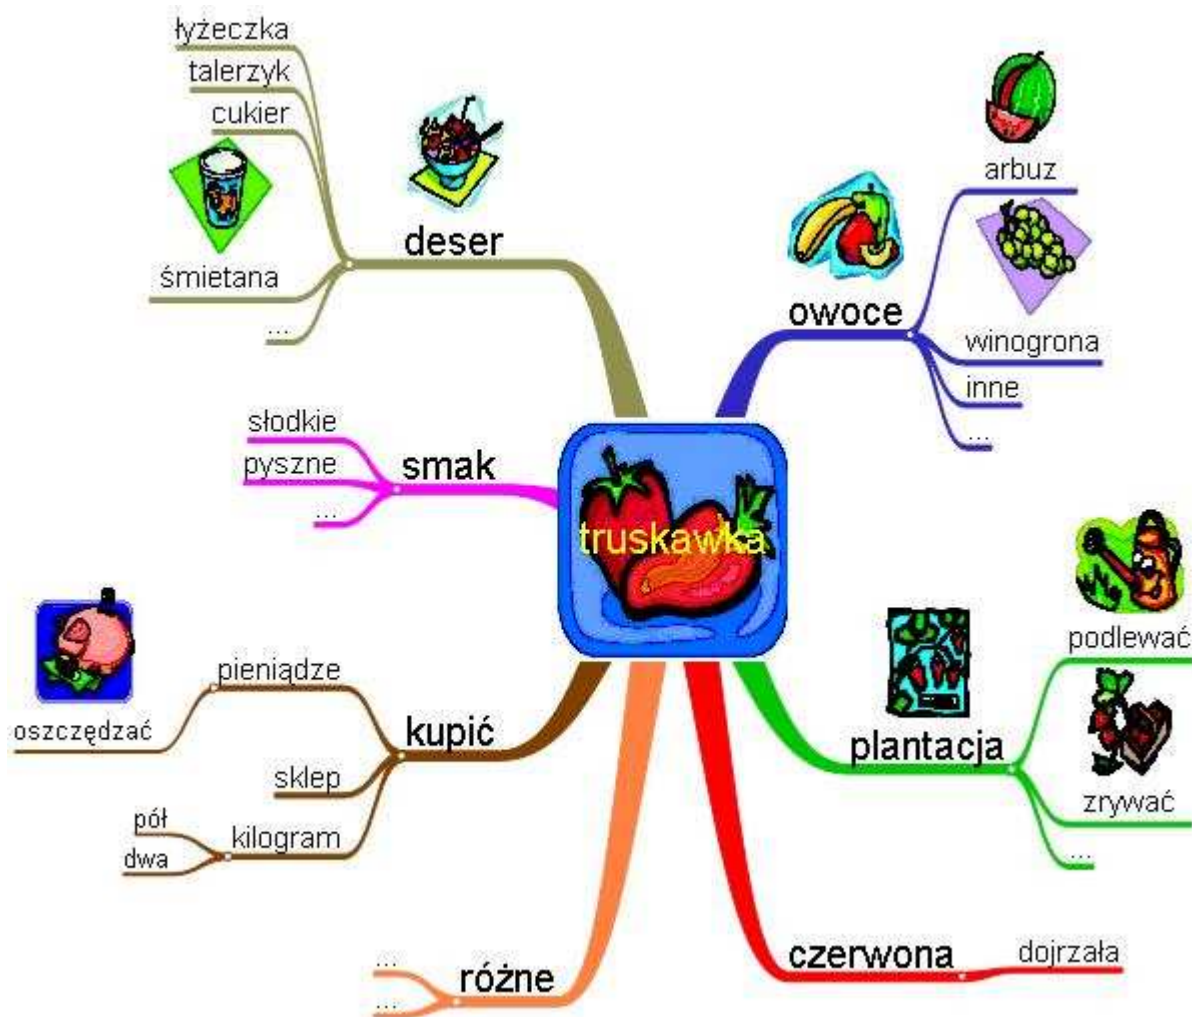 łyżeczka
talerzyk
cukier
śmietana
...
deser
słodkie
pyszne
...
smak
pieniądze
oszczędzać
sklep
kilogram
pół
dwa
kupić
...
...
różne
truskawka
owoce
arbuz
winogrona
inne
...
plantacja
podlewać
zrywać
...
czerwona
dojrzała